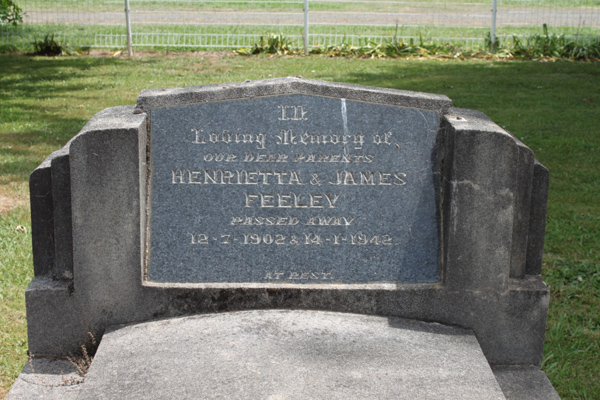 In
Loving Memory of,
OUR DEAR PARENTS
HENRIETTA & JAMES
FEELEY
PASSED AWAY
12-7-1902 & 14-1-1942
AT REST.